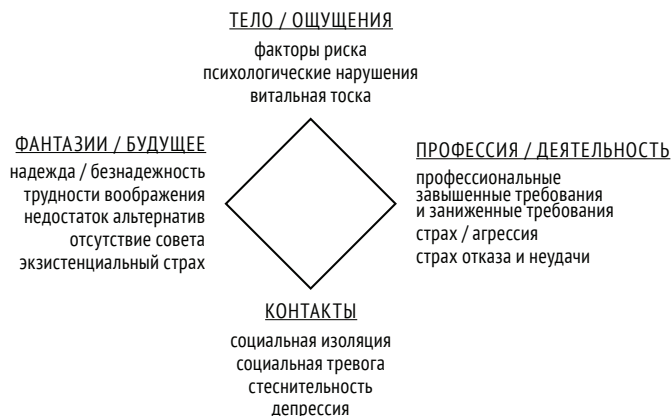 ТЕЛО / ОЩУЩЕНИЯ
факторы риска
психологические нарушения
витальная тоска
ФАНТАЗИИ / БУДУЩЕЕ
надежда / безнадежность
трудности воображения
недостаток альтернатив
отсутствие совета
экзистенциальный страх
ПРОФЕССИЯ / ДЕЯТЕЛЬНОСТЬ
профессиональные
завышенные требования
и заниженные требования
страх / агрессия
страх отказа и неудачи
КОНТАКТЫ
социальная изоляция
социальная тревога
стеснительность
депрессия